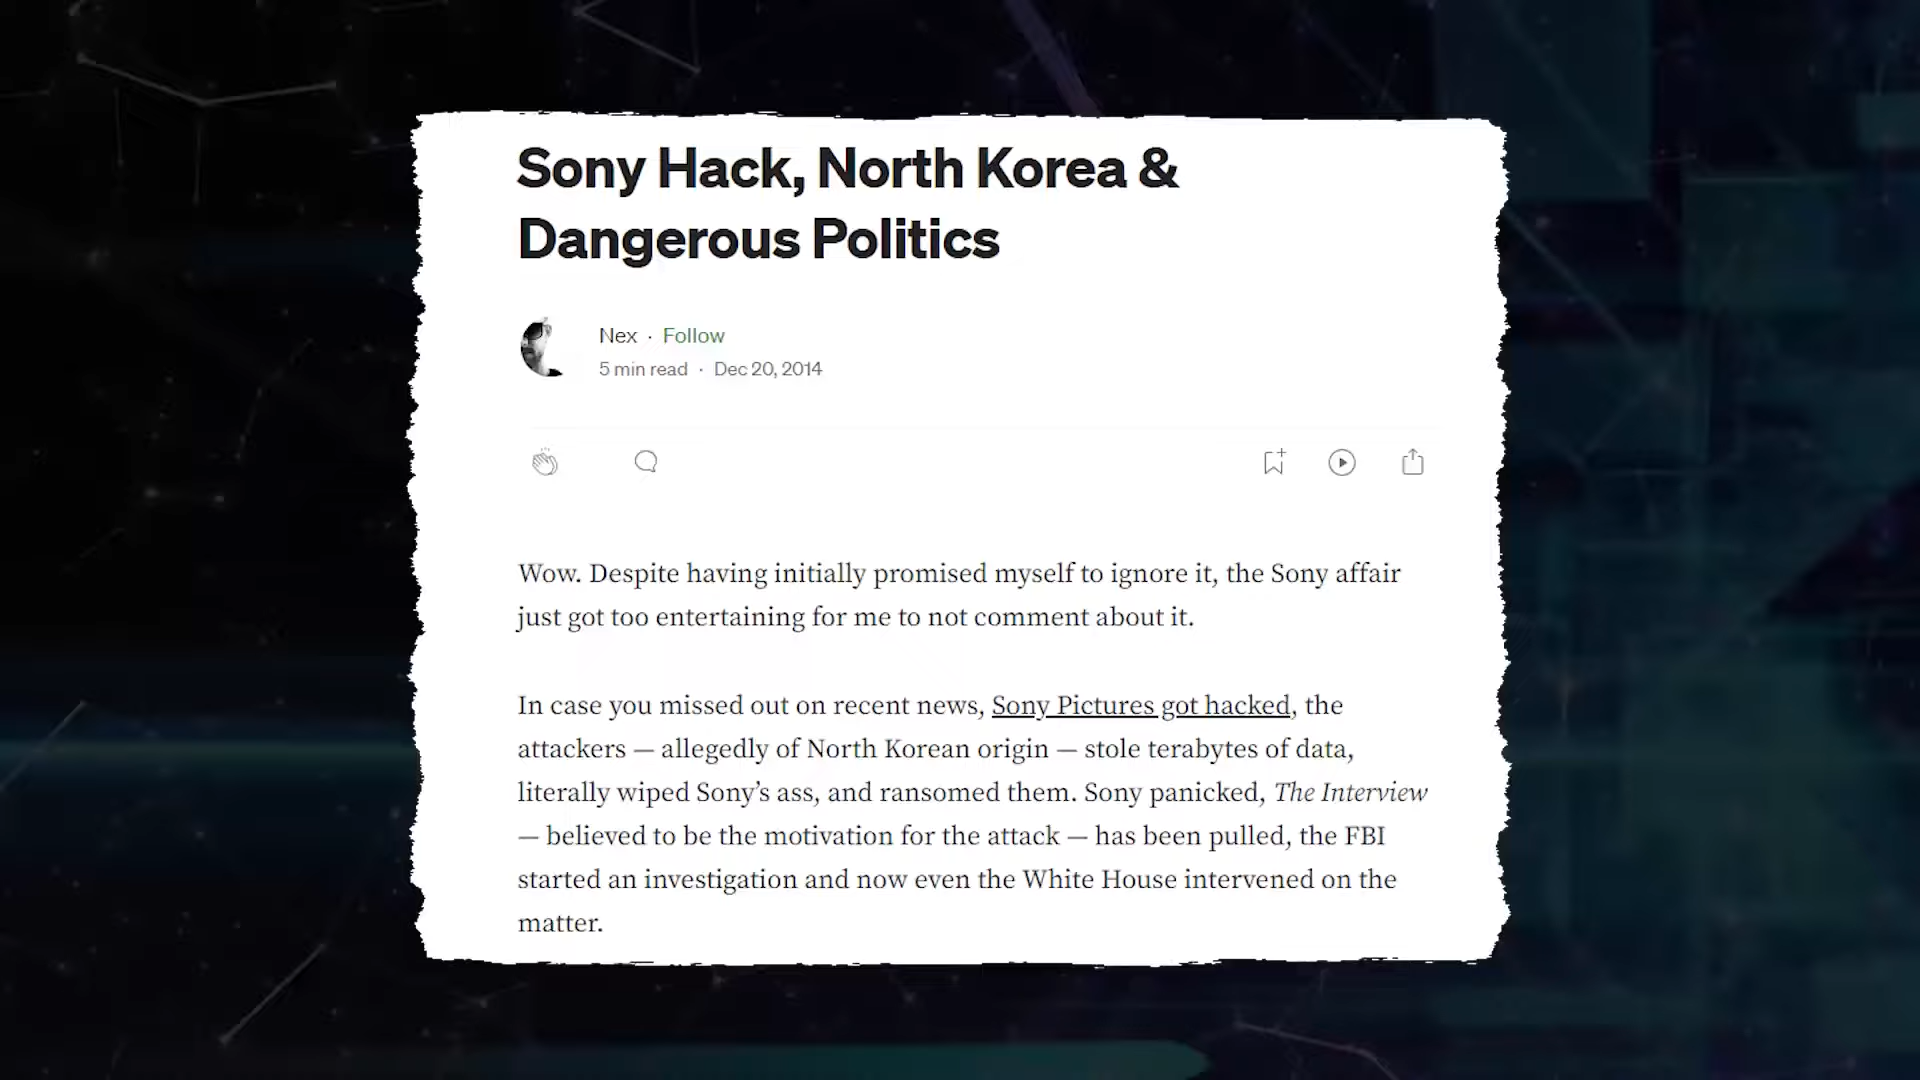 Sony Hack, North Korea &
Dangerous Politics
Nex · Follow
5 min read · Dec 20, 2014
Wow. Despite having initially promised myself to ignore it, the Sony affair
just got too entertaining for me to not comment about it.
In case you missed out on recent news, Sony Pictures got hacked, the
attackers — allegedly of North Korean origin — stole terabytes of data,
literally wiped Sony’s ass, and ransomed them. Sony panicked, The Interview
— believed to be the motivation for the attack — has been pulled, the FBI
started an investigation and now even the White House intervened on the
matter.